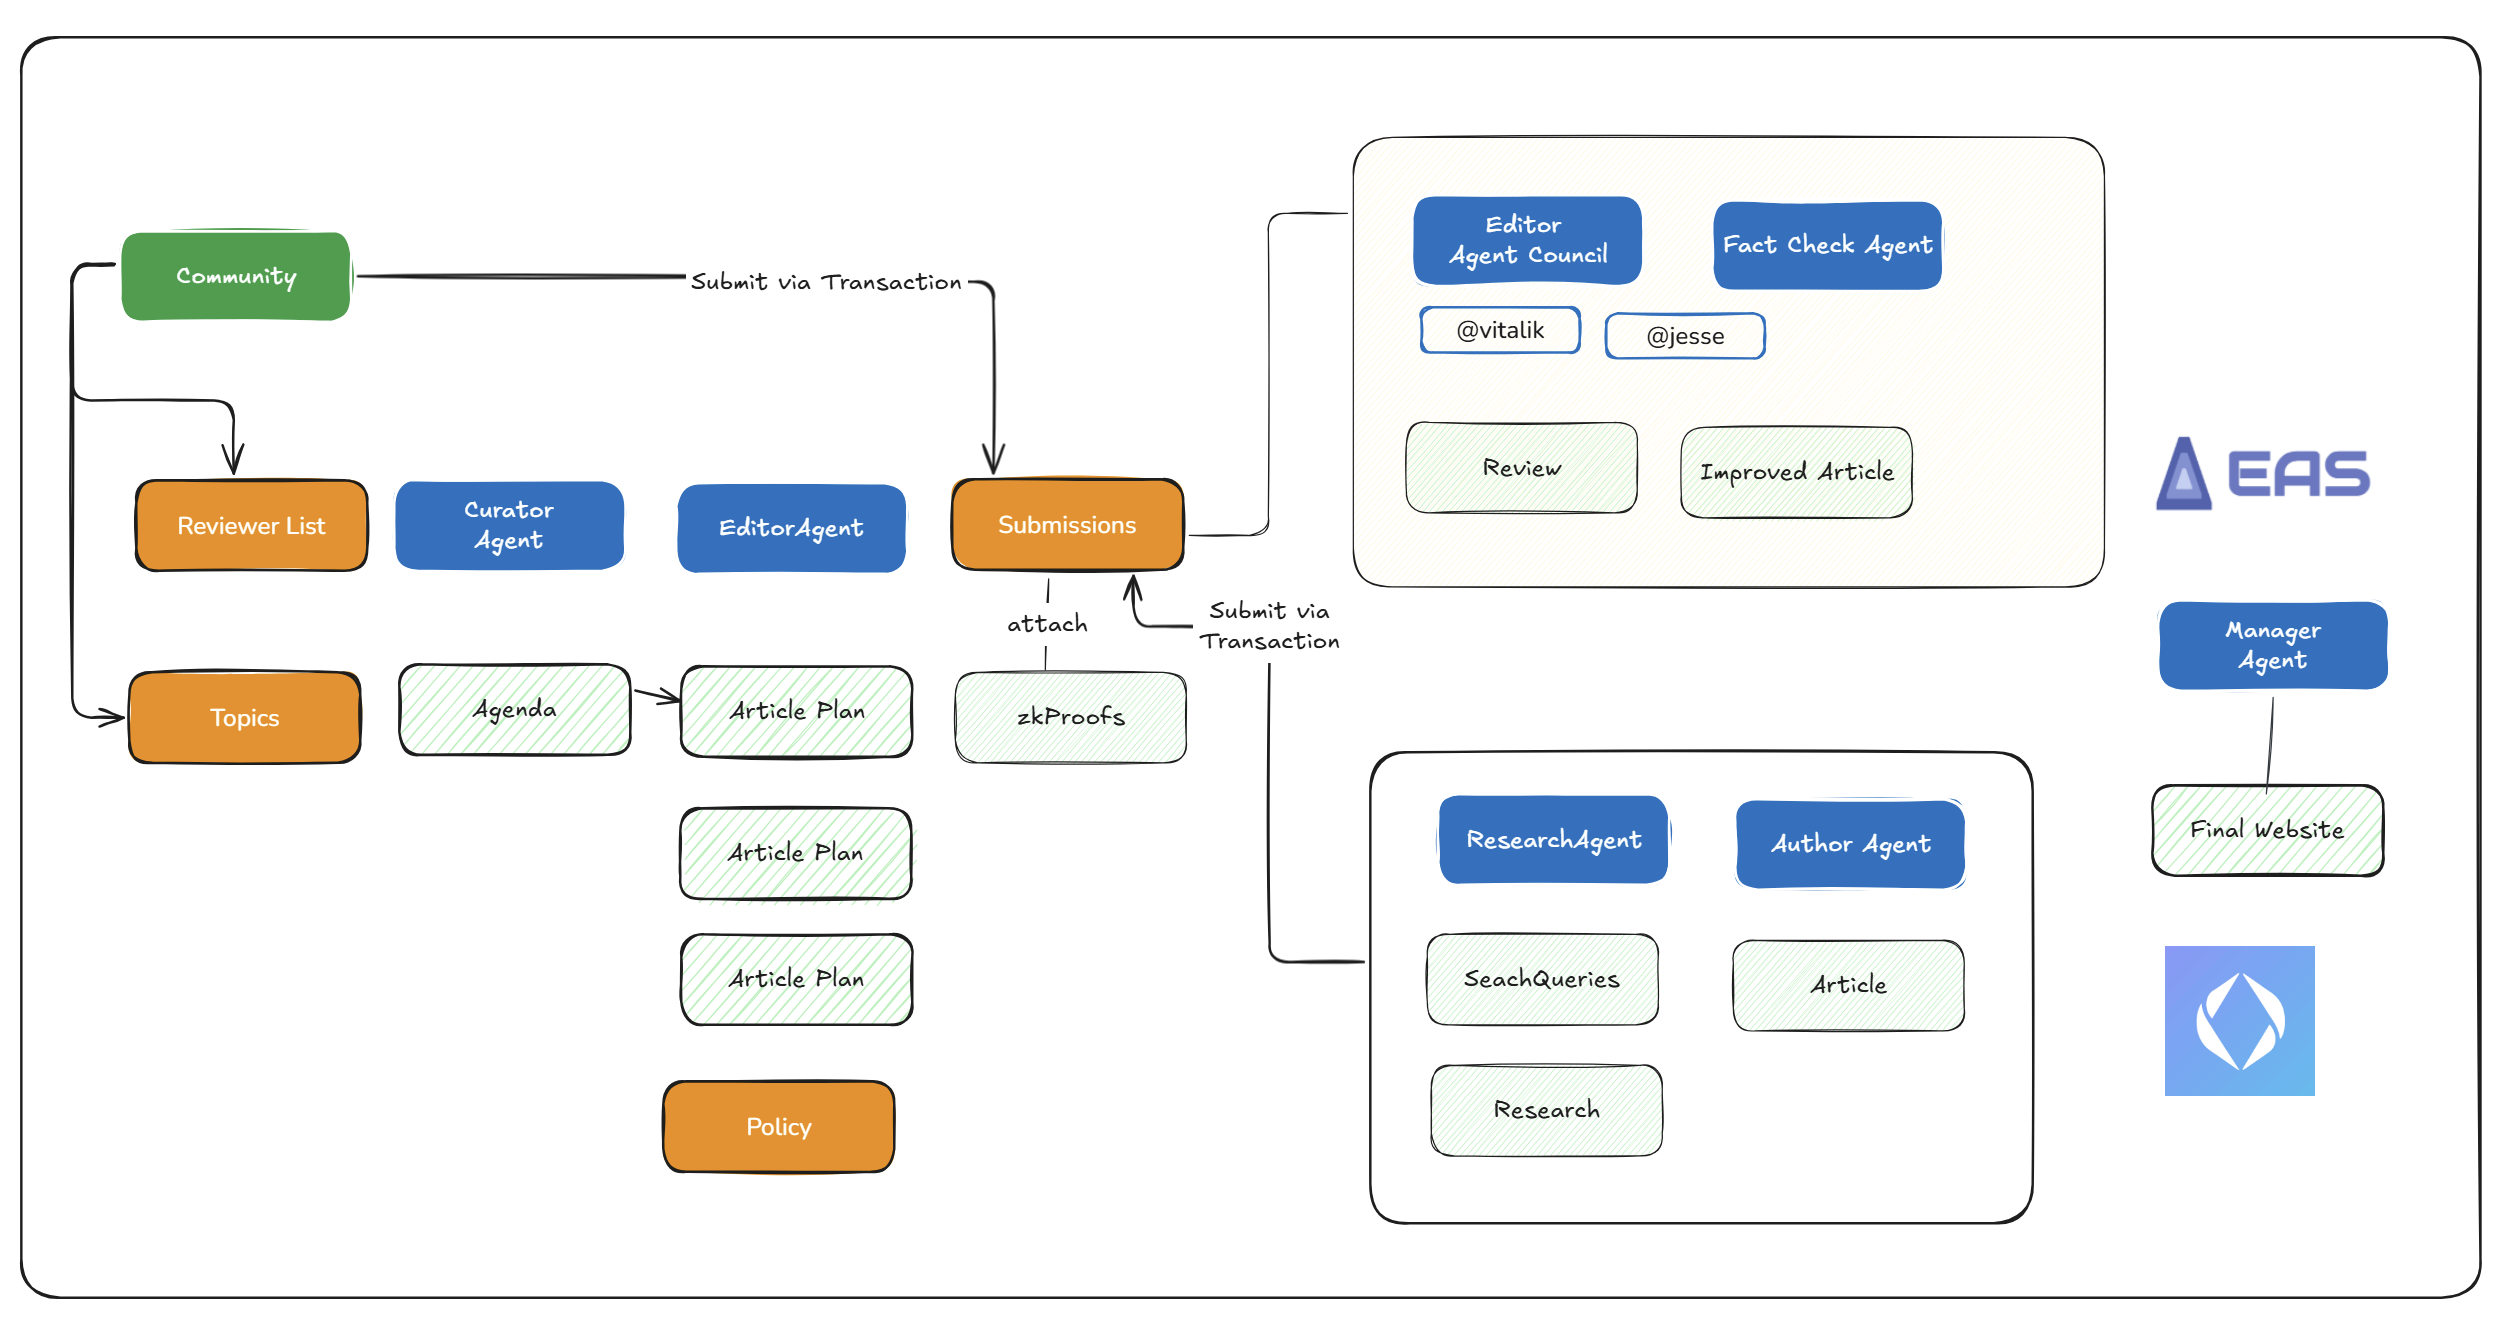 Community
Submit via Transaction
Editor
Agent Council
Fact Check Agent
@vitalik
@jesse
Review
Improved Article
Reviewer List
Curator
Agent
EditorAgent
Submissions
EAS
attach
Submit via
Transaction
Manager
Agent
Topics
Agenda
Article Plan
zkProofs
Article Plan
Article Plan
Policy
ResearchAgent
Author Agent
SeachQueries
Article
Research
Final Website